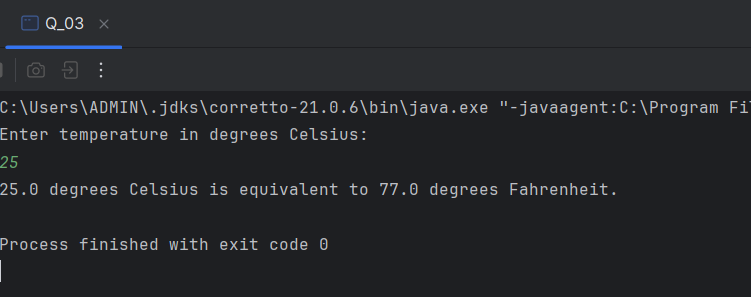 Q_03
C:\Users\ADMIN\.jdks\corretto-21.0.6\bin\java.exe "-javaagent:C:\Program Fi
Enter temperature in degrees Celsius:
25
25.0 degrees Celsius is equivalent to 77.0 degrees Fahrenheit.
Process finished with exit code 0